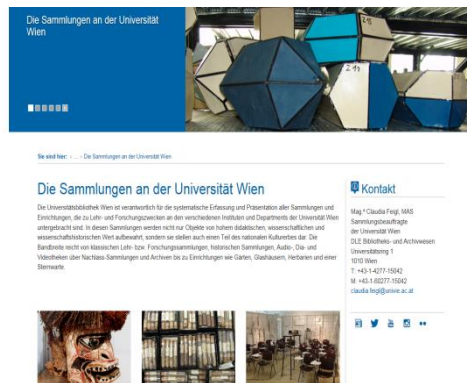 Die Sammlungen an der Universität
Wien
Z18
Z11
Sie sind hier: › ... › Die Sammlungen an der Universität Wien
Die Sammlungen an der Universität Wien
Die Universitätsbibliothek Wien ist verantwortlich für die systematische Erfassung und Präsentation aller Sammlungen und
Einrichtungen, die zu Lehr- und Forschungszwecken an den verschiedenen Instituten und Departments der Universität Wien
untergebracht sind. In diesen Sammlungen werden nicht nur Objekte von hohem didaktischen, wissenschaftlichen und
wissenschaftshistorischen Wert aufbewahrt, sondern sie stellen auch einen Teil des nationalen Kulturerbes dar. Die
Bandbreite reicht von klassischen Lehr- bzw. Forschungssammlungen, historischen Sammlungen, Audio-, Dia- und
Videotheken über Nachlass-Sammlungen und Archiven bis zu Einrichtungen wie Gärten, Glashäusern, Herbarien und einer
Sternwarte.
Kontakt
Mag.ª Claudia Feigl, MAS
Sammlungsbeauftragte
der Universität Wien
DLE Bibliotheks- und Archivwesen
Universitätsring 1
1010 Wien
T: +43-1-4277-15042
M: +43-1-60277-15042
claudia.feigl@univie.ac.at